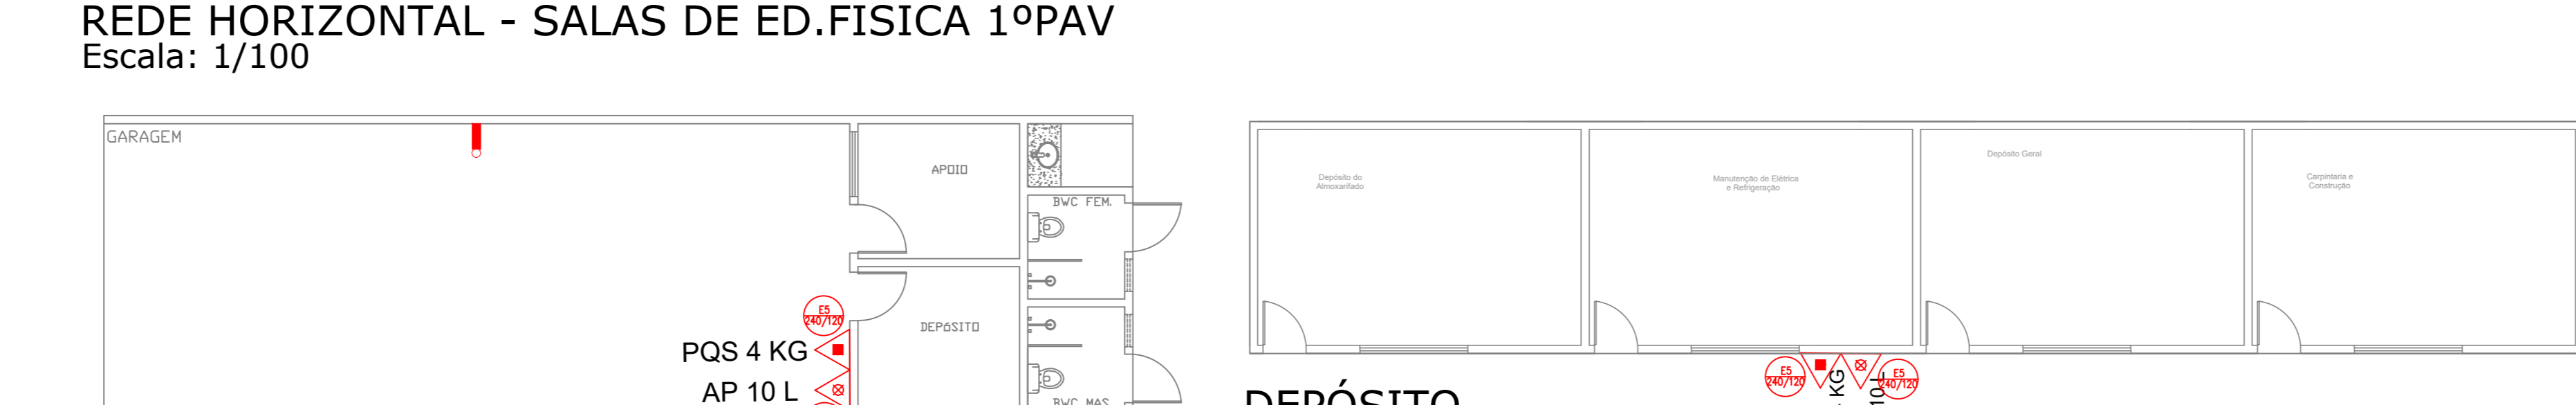 REDE HORIZONTAL - SALAS DE ED.FISICA 1ºPAV
Escala: 1/100
GARAGEM
APOIO
BWC FEM.
DEPóSITO
E5
240/120
PQS 4 KG
AP 10 L
BWC MAS
Depósito do
Almoxarifado
Manutenção de Elétrica
e Refrigeração
Depósito Geral
Carpintaria e
Construção
E5
240/120
KG
10 L
E5
240/120
DEPÓSITO